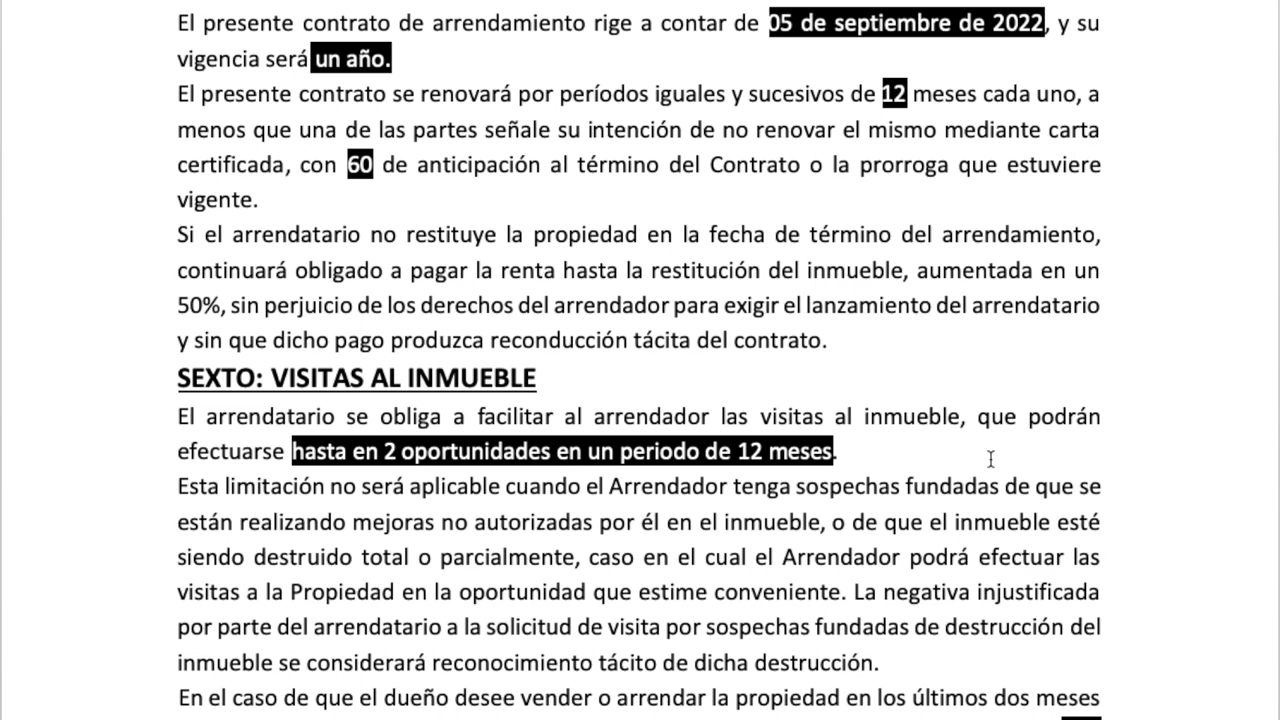 El presente contrato de arrendamiento rige a contar de 05 de septiembre de 2022, y su
vigencia será un año.
El presente contrato se renovará por períodos iguales y sucesivos de 12 meses cada uno, a
menos que una de las partes señale su intención de no renovar el mismo mediante carta
certificada, con 60 de anticipación al término del Contrato o la prorroga que estuviere
vigente.
Si el arrendatario no restituye la propiedad en la fecha de término del arrendamiento,
continuará obligado a pagar la renta hasta la restitución del inmueble, aumentada en un
50%, sin perjuicio de los derechos del arrendador para exigir el lanzamiento del arrendatario
y sin que dicho pago produzca reconducción tácita del contrato.
SEXTO: VISITAS AL INMUEBLE
El arrendatario se obliga a facilitar al arrendador las visitas al inmueble, que podrán
efectuarse hasta en 2 oportunidades en un periodo de 12 meses.
Esta limitación no será aplicable cuando el Arrendador tenga sospechas fundadas de que se
están realizando mejoras no autorizadas por él en el inmueble, o de que el inmueble esté
siendo destruido total o parcialmente, caso en el cual el Arrendador podrá efectuar las
visitas a la Propiedad en la oportunidad que estime conveniente. La negativa injustificada
por parte del arrendatario a la solicitud de visita por sospechas fundadas de destrucción del
inmueble se considerará reconocimiento tácito de dicha destrucción.
En el caso de que el dueño desee vender o arrendar la propiedad en los últimos dos meses